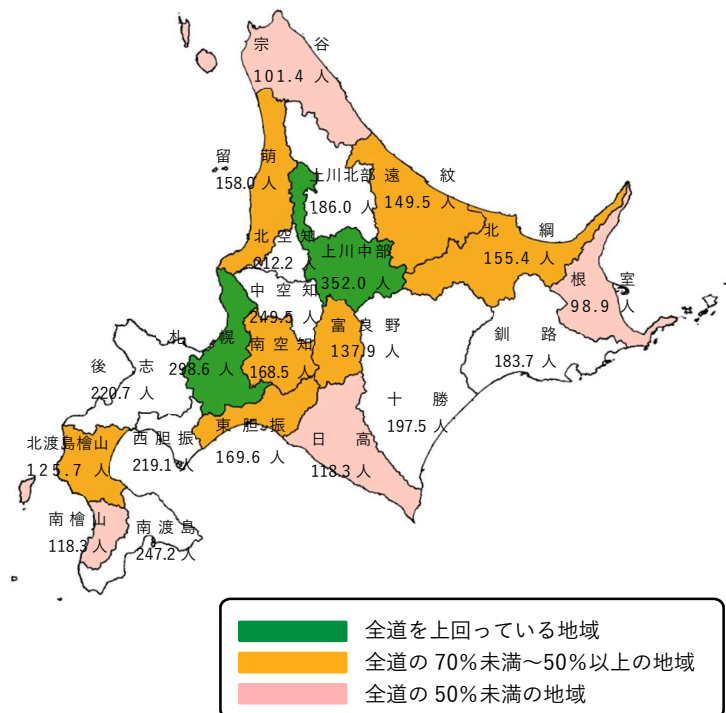 宗谷
101.4 人
留萌
158.0 人
上川北部
186.0 人
遠紋
149.5 人
北網
155.4 人
北空知
212.2 人
上川中部
352.0 人
根室
98.9 人
中空知
249.5 人
札幌
298.6 人
南空知
168.5 人
富良野
137.9 人
釧路
183.7 人
後志
220.7 人
十勝
197.5 人
北渡島檜山
125.7 人
西胆振
219.1 人
東胆振
169.6 人
日高
118.3 人
南檜山
118.3 人
南渡島
247.2 人
全道を上回っている地域
全道の 70%未満~50%以上の地域
全道の 50%未満の地域